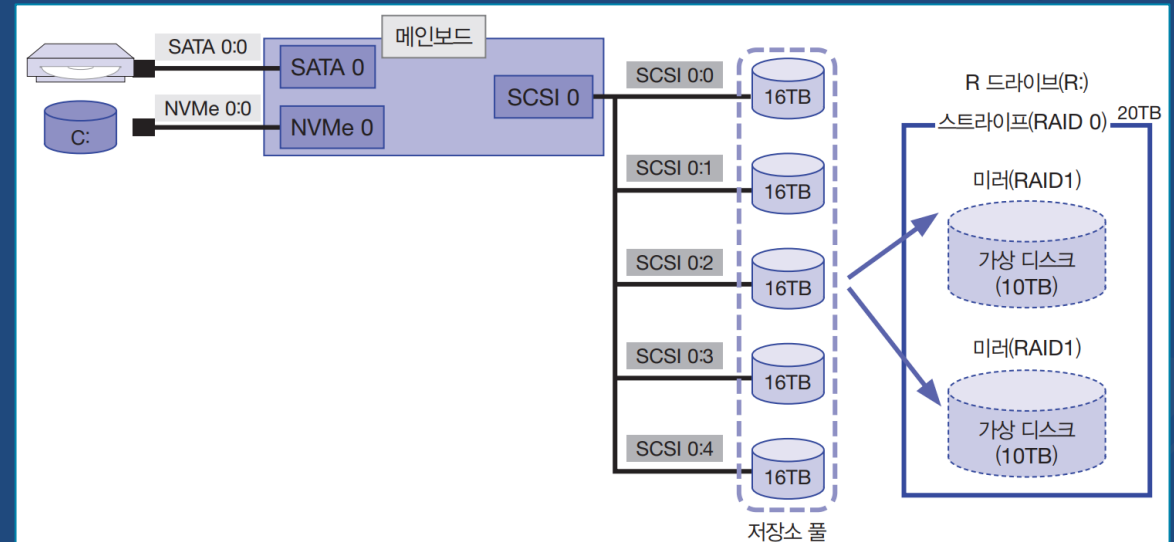 메인보드
SATA 0:0
SATA 0
NVMe 0:0
NVMe 0
C:
SCSI 0
SCSI 0:0
16TB
SCSI 0:1
16TB
SCSI 0:2
16TB
SCSI 0:3
16TB
SCSI 0:4
16TB
저장소 풀
R 드라이브(R:)
스트라이프(RAID 0)
20TB
미러(RAID1)
가상 디스크
(10TB)
미러(RAID1)
가상 디스크
(10TB)